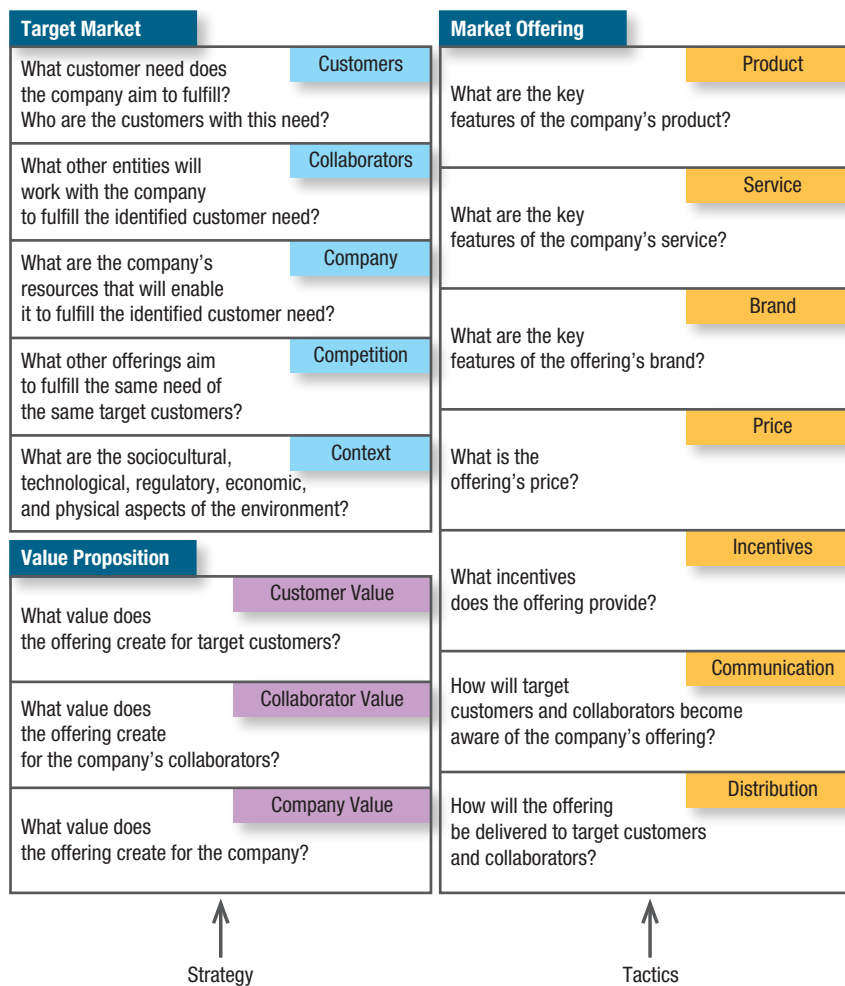 Target Market
Customers
What customer need does
the company aim to fulfill?
Who are the customers with this need?
Collaborators
What other entities will
work with the company
to fulfill the identified customer need?
Company
What are the company’s
resources that will enable
it to fulfill the identified customer need?
Competition
What other offerings aim
to fulfill the same need of
the same target customers?
Context
What are the sociocultural,
technological, regulatory, economic,
and physical aspects of the environment?
Value Proposition
Customer Value
What value does
the offering create for target customers?
Collaborator Value
What value does
the offering create
for the company’s collaborators?
Company Value
What value does
the offering create for the company?
Strategy
Market Offering
Product
What are the key
features of the company’s product?
Service
What are the key
features of the company’s service?
Brand
What are the key
features of the offering’s brand?
Price
What is the
offering’s price?
Incentives
What incentives
does the offering provide?
Communication
How will target
customers and collaborators become
aware of the company’s offering?
Distribution
How will the offering
be delivered to target customers
and collaborators?
Tactics